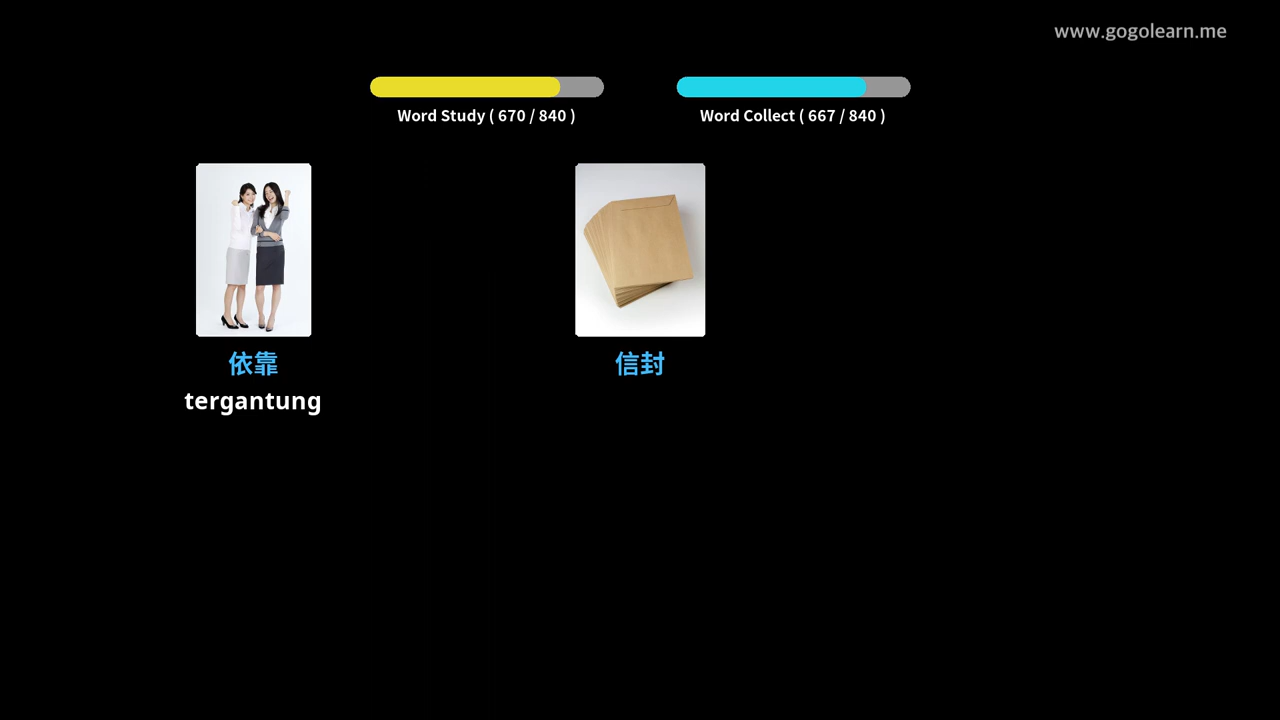 www.gogolearn.me
Word Study ( 670 / 840 )
Word Collect ( 667 / 840 )
依靠
tergantung
信封